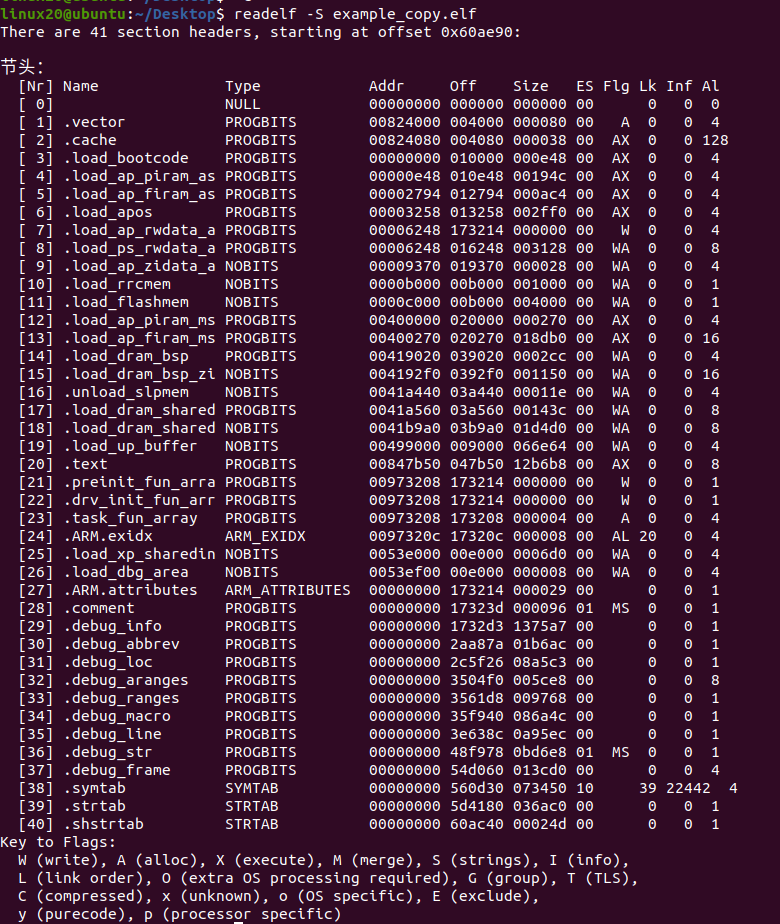 linux20@ubuntu:~/Desktop$ readelf -S example_copy.elf
There are 41 section headers, starting at offset 0x60ae90:
节头：
[Nr] Name Type Addr Off Size ES Flg Lk Inf Al
[ 0] NULL 00000000 000000 000000 00 0 0 0
[ 1] .vector PROGBITS 00824000 004000 000080 00 A 0 0 4
[ 2] .cache PROGBITS 00824080 004080 000038 00 AX 0 0 128
[ 3] .load_bootcode PROGBITS 00000000 010000 000e48 00 AX 0 0 4
[ 4] .load_ap_piram_as PROGBITS 00000e48 010e48 00194c 00 AX 0 0 4
[ 5] .load_ap_firam_as PROGBITS 00002794 012794 000ac4 00 AX 0 0 4
[ 6] .load_apos PROGBITS 00003258 013258 002ff0 00 AX 0 0 4
[ 7] .load_ap_rwdata_a PROGBITS 00006248 173214 000000 00 W 0 0 4
[ 8] .load_ps_rwdata_a PROGBITS 00006248 016248 003128 00 WA 0 0 8
[ 9] .load_ap_zidata_a NOBITS 00009370 019370 000028 00 WA 0 0 4
[10] .load_rrcmem NOBITS 0000b000 00b000 001000 00 WA 0 0 1
[11] .load_flashmem NOBITS 0000c000 00b000 004000 00 WA 0 0 1
[12] .load_ap_piram_ms PROGBITS 00400000 020000 000270 00 AX 0 0 4
[13] .load_ap_firam_ms PROGBITS 00400270 020270 018db0 00 AX 0 0 16
[14] .load_dram_bsp PROGBITS 00419020 039020 0002cc 00 WA 0 0 4
[15] .load_dram_bsp_zi NOBITS 004192f0 0392f0 001150 00 WA 0 0 16
[16] .unload_slpmem NOBITS 0041a440 03a440 00011e 00 WA 0 0 4
[17] .load_dram_shared PROGBITS 0041a560 03a560 00143c 00 WA 0 0 8
[18] .load_dram_shared NOBITS 0041b9a0 03b9a0 01d4d0 00 WA 0 0 8
[19] .load_up_buffer NOBITS 00499000 009000 066e64 00 WA 0 0 4
[20] .text PROGBITS 00847b50 047b50 12b6b8 00 AX 0 0 8
[21] .preinit_fun_arra PROGBITS 00973208 173214 000000 00 W 0 0 1
[22] .drv_init_fun_arr PROGBITS 00973208 173214 000000 00 W 0 0 1
[23] .task_fun_array PROGBITS 00973208 173208 000004 00 A 0 0 4
[24] .ARM.exidx ARM_EXIDX 0097320c 17320c 000008 00 AL 20 0 4
[25] .load_xp_sharedin NOBITS 0053e000 00e000 0006d0 00 WA 0 0 4
[26] .load_dbg_area NOBITS 0053ef00 00e000 000008 00 WA 0 0 4
[27] .ARM.attributes ARM_ATTRIBUTES 00000000 173214 000029 00 0 0 1
[28] .comment PROGBITS 00000000 17323d 000096 01 MS 0 0 1
[29] .debug_info PROGBITS 00000000 1732d3 1375a7 00 0 0 1
[30] .debug_abbrev PROGBITS 00000000 2aa87a 01b6ac 00 0 0 1
[31] .debug_loc PROGBITS 00000000 2c5f26 08a5c3 00 0 0 1
[32] .debug_aranges PROGBITS 00000000 3504f0 005ce8 00 0 0 8
[33] .debug_ranges PROGBITS 00000000 3561d8 009768 00 0 0 1
[34] .debug_macro PROGBITS 00000000 35f940 086a4c 00 0 0 1
[35] .debug_line PROGBITS 00000000 3e638c 0a95ec 00 0 0 1
[36] .debug_str PROGBITS 00000000 48f978 0bd6e8 01 MS 0 0 1
[37] .debug_frame PROGBITS 00000000 54d060 013cd0 00 0 0 4
[38] .symtab SYMTAB 00000000 560d30 073450 10 39 22442 4
[39] .strtab STRTAB 00000000 5d4180 036ac0 00 0 0 1
[40] .shstrtab STRTAB 00000000 60ac40 00024d 00 0 0 1
Key to Flags:
W (write), A (alloc), X (execute), M (merge), S (strings), I (info),
L (link order), O (extra OS processing required), G (group), T (TLS),
C (compressed), x (unknown), o (OS specific), E (exclude),
y (purecode), p (processor specific)